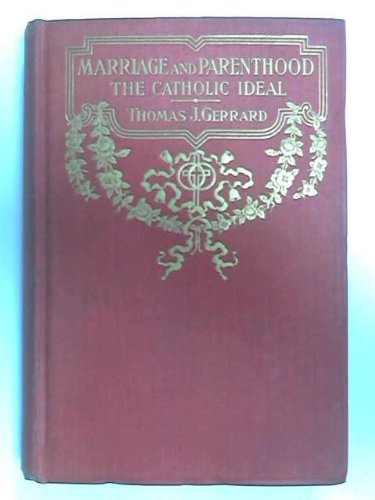 MARRIAGE AND PARENTHOOD
THE CATHOLIC IDEAL
THOMAS J. GERRARD